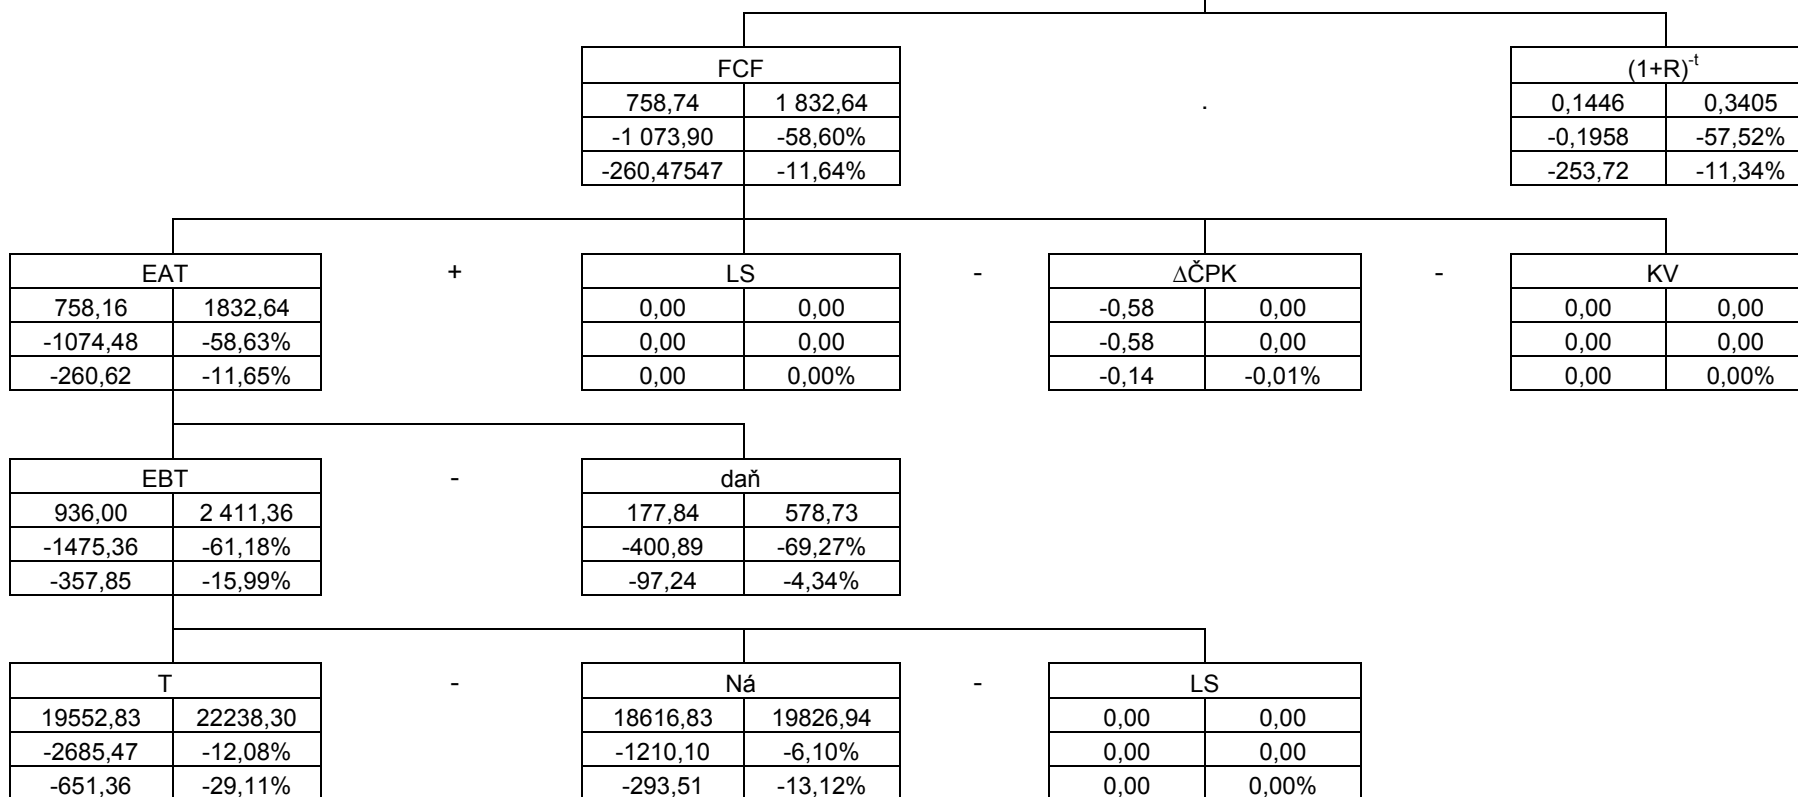 FCF (1+R)-t
758,74 1 832,64 . 0,1446 0,3405
-1 073,90 -58,60% -0,1958 -57,52%
-260,47547 -11,64% -253,72 -11,34%
EAT + LS - ∆ČPK - KV
758,16 1832,64 0,00 0,00 -0,58 0,00 0,00 0,00
-1074,48 -58,63% 0,00 0,00 -0,58 0,00 0,00 0,00
-260,62 -11,65% 0,00 0,00% -0,14 -0,01% 0,00 0,00%
EBT - daň
936,00 2 411,36 177,84 578,73
-1475,36 -61,18% -400,89 -69,27%
-357,85 -15,99% -97,24 -4,34%
T - Ná - LS
19552,83 22238,30 18616,83 19826,94 0,00 0,00
-2685,47 -12,08% -1210,10 -6,10% 0,00 0,00
-651,36 -29,11% -293,51 -13,12% 0,00 0,00%